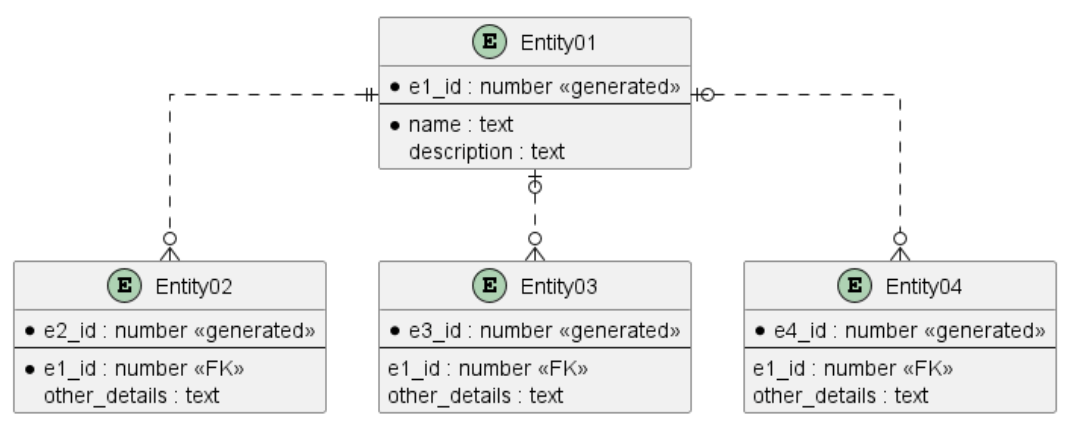 E Entity01
● e1_id : number «generated»
● name : text
description : text
E Entity02
● e2_id : number «generated»
● e1_id : number «FK»
other_details : text
E Entity03
● e3_id : number «generated»
e1_id : number «FK»
other_details : text
E Entity04
● e4_id : number «generated»
e1_id : number «FK»
other_details : text